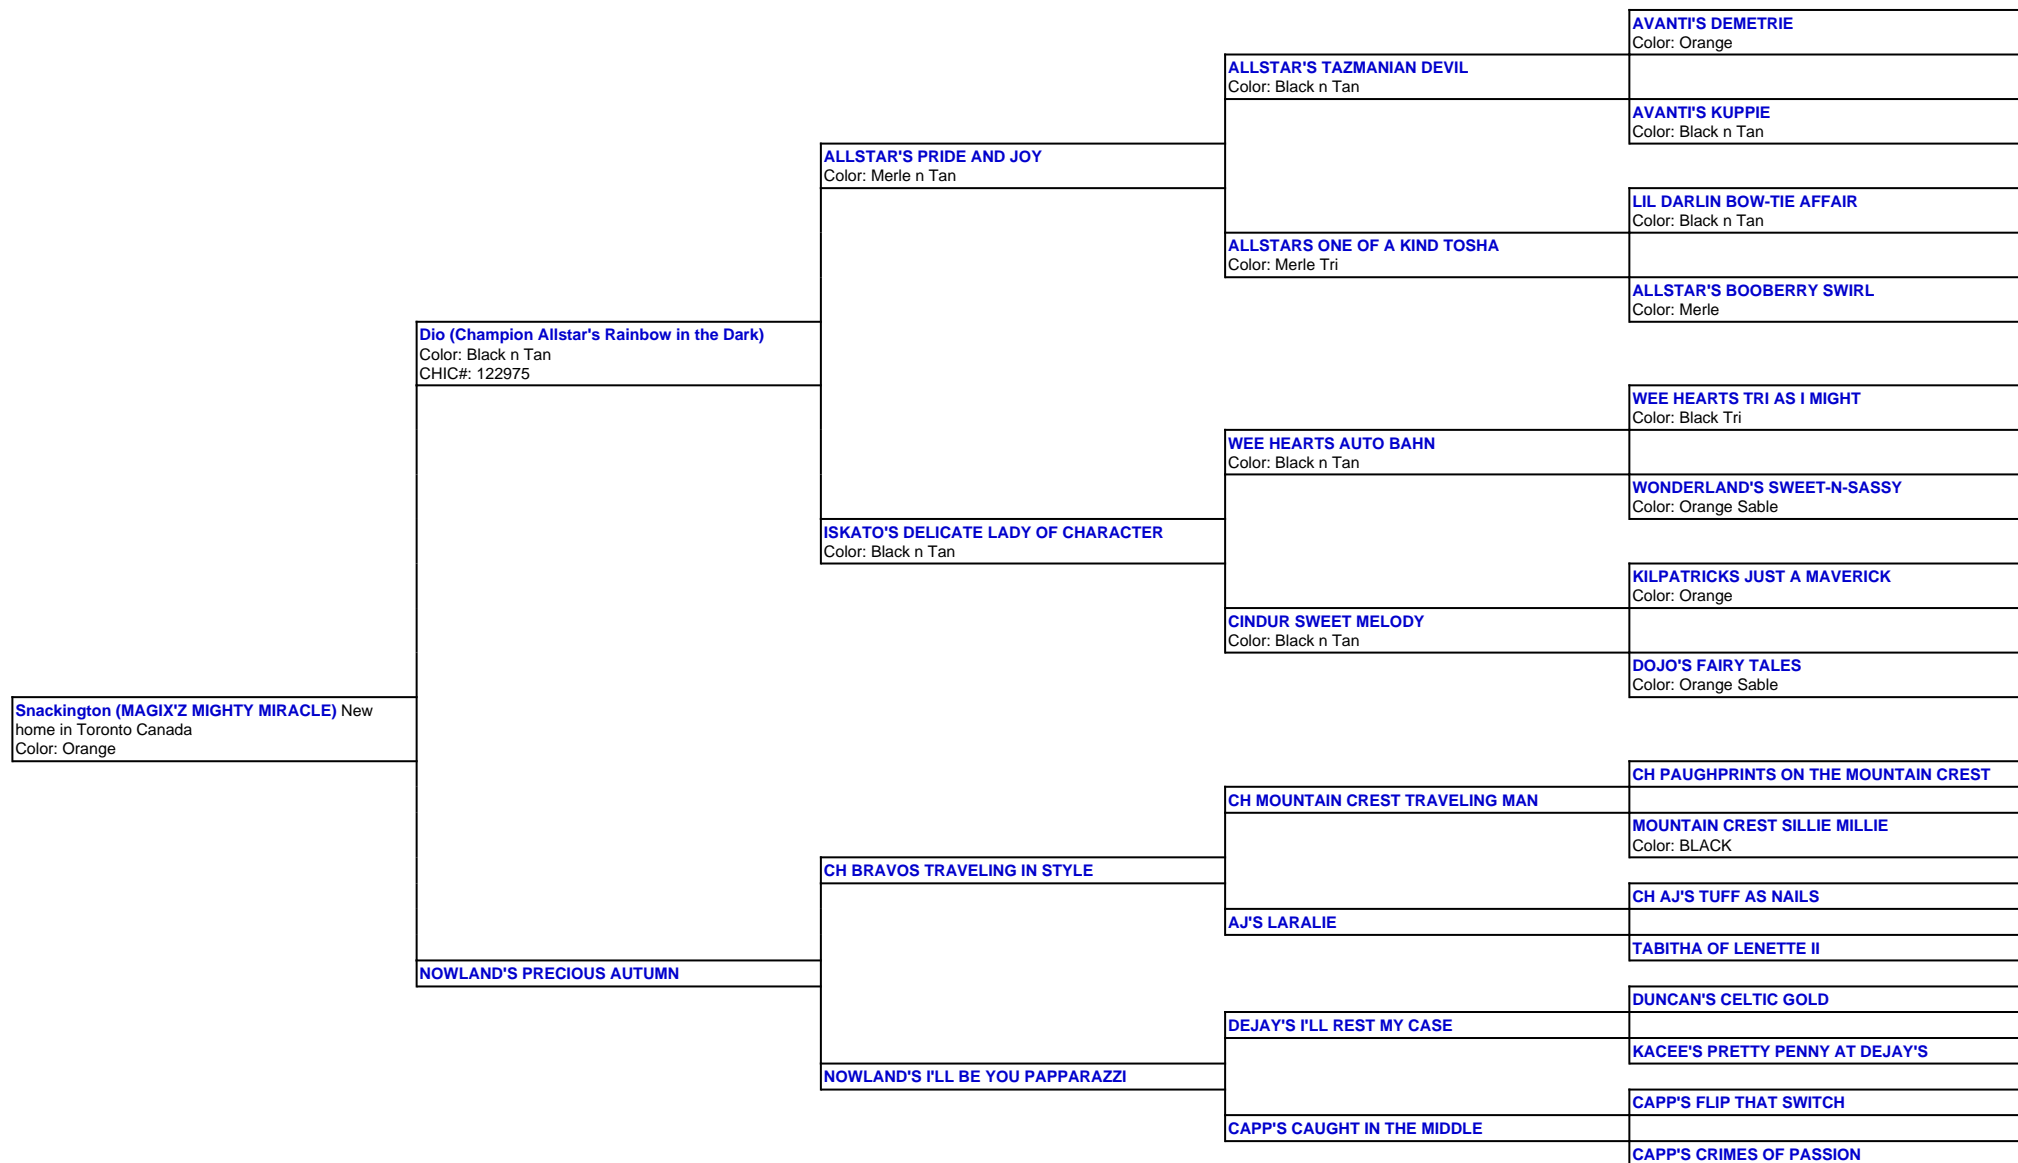 AVANTI'S DEMETRIE
Color: Orange
ALLSTAR'S TAZMANIAN DEVIL
Color: Black n Tan
AVANTI'S KUPPIE
Color: Black n Tan
ALLSTAR'S PRIDE AND JOY
Color: Merle n Tan
LIL DARLIN BOW-TIE AFFAIR
Color: Black n Tan
ALLSTARS ONE OF A KIND TOSHA
Color: Merle Tri
ALLSTAR'S BOOBERRY SWIRL
Color: Merle
Dio (Champion Allstar's Rainbow in the Dark)
Color: Black n Tan
CHIC#: 122975
WEE HEARTS TRI AS I MIGHT
Color: Black Tri
WEE HEARTS AUTO BAHN
Color: Black n Tan
WONDERLAND'S SWEET-N-SASSY
Color: Orange Sable
ISKATO'S DELICATE LADY OF CHARACTER
Color: Black n Tan
KILPATRICKS JUST A MAVERICK
Color: Orange
CINDUR SWEET MELODY
Color: Black n Tan
DOJO'S FAIRY TALES
Color: Orange Sable
Snackington (MAGIX'Z MIGHTY MIRACLE) New
home in Toronto Canada
Color: Orange
CH PAUGHPRINTS ON THE MOUNTAIN CREST
CH MOUNTAIN CREST TRAVELING MAN
MOUNTAIN CREST SILLIE MILLIE
Color: BLACK
CH BRAVOS TRAVELING IN STYLE
CH AJ'S TUFF AS NAILS
AJ'S LARALIE
TABITHA OF LENETTE II
NOWLAND'S PRECIOUS AUTUMN
DUNCAN'S CELTIC GOLD
DEJAY'S I'LL REST MY CASE
KACEE'S PRETTY PENNY AT DEJAY'S
NOWLAND'S I'LL BE YOU PAPPARAZZI
CAPP'S FLIP THAT SWITCH
CAPP'S CAUGHT IN THE MIDDLE
CAPP'S CRIMES OF PASSION